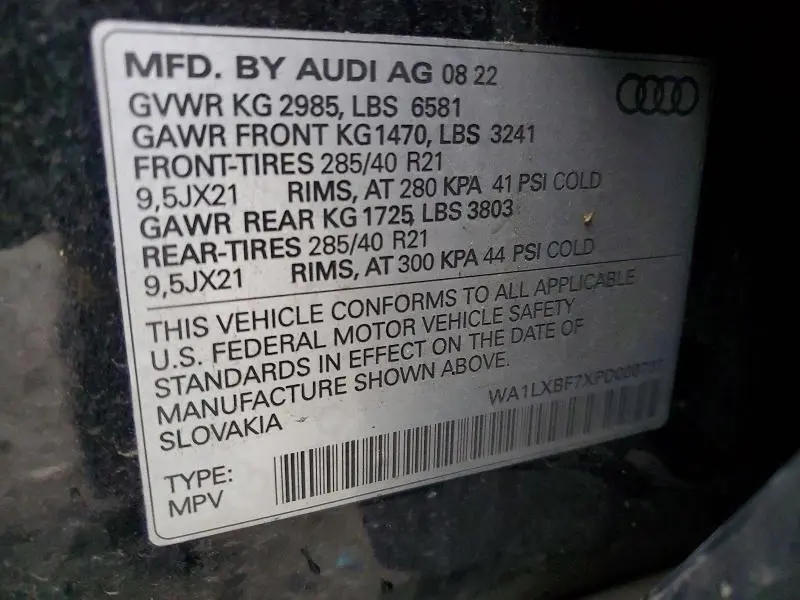 MFD. BY AUDI AG 08 22
GVWR KG 2985, LBS 6581
GAWR FRONT KG1470, LBS 3241
FRONT-TIRES 285/40 R21
9,5JX21 RIMS, AT 280 KPA 41 PSI COLD
GAWR REAR KG1725, LBS 3803
REAR-TIRES 285/40 R21
9,5JX21 RIMS, AT 300 KPA 44 PSI COLD
THIS VEHICLE CONFORMS TO ALL APPLICABLE
U.S. FEDERAL MOTOR VEHICLE SAFETY
STANDARDS IN EFFECT ON THE DATE OF
MANUFACTURE SHOWN ABOVE.
SLOVAKIA
TYPE:
MPV